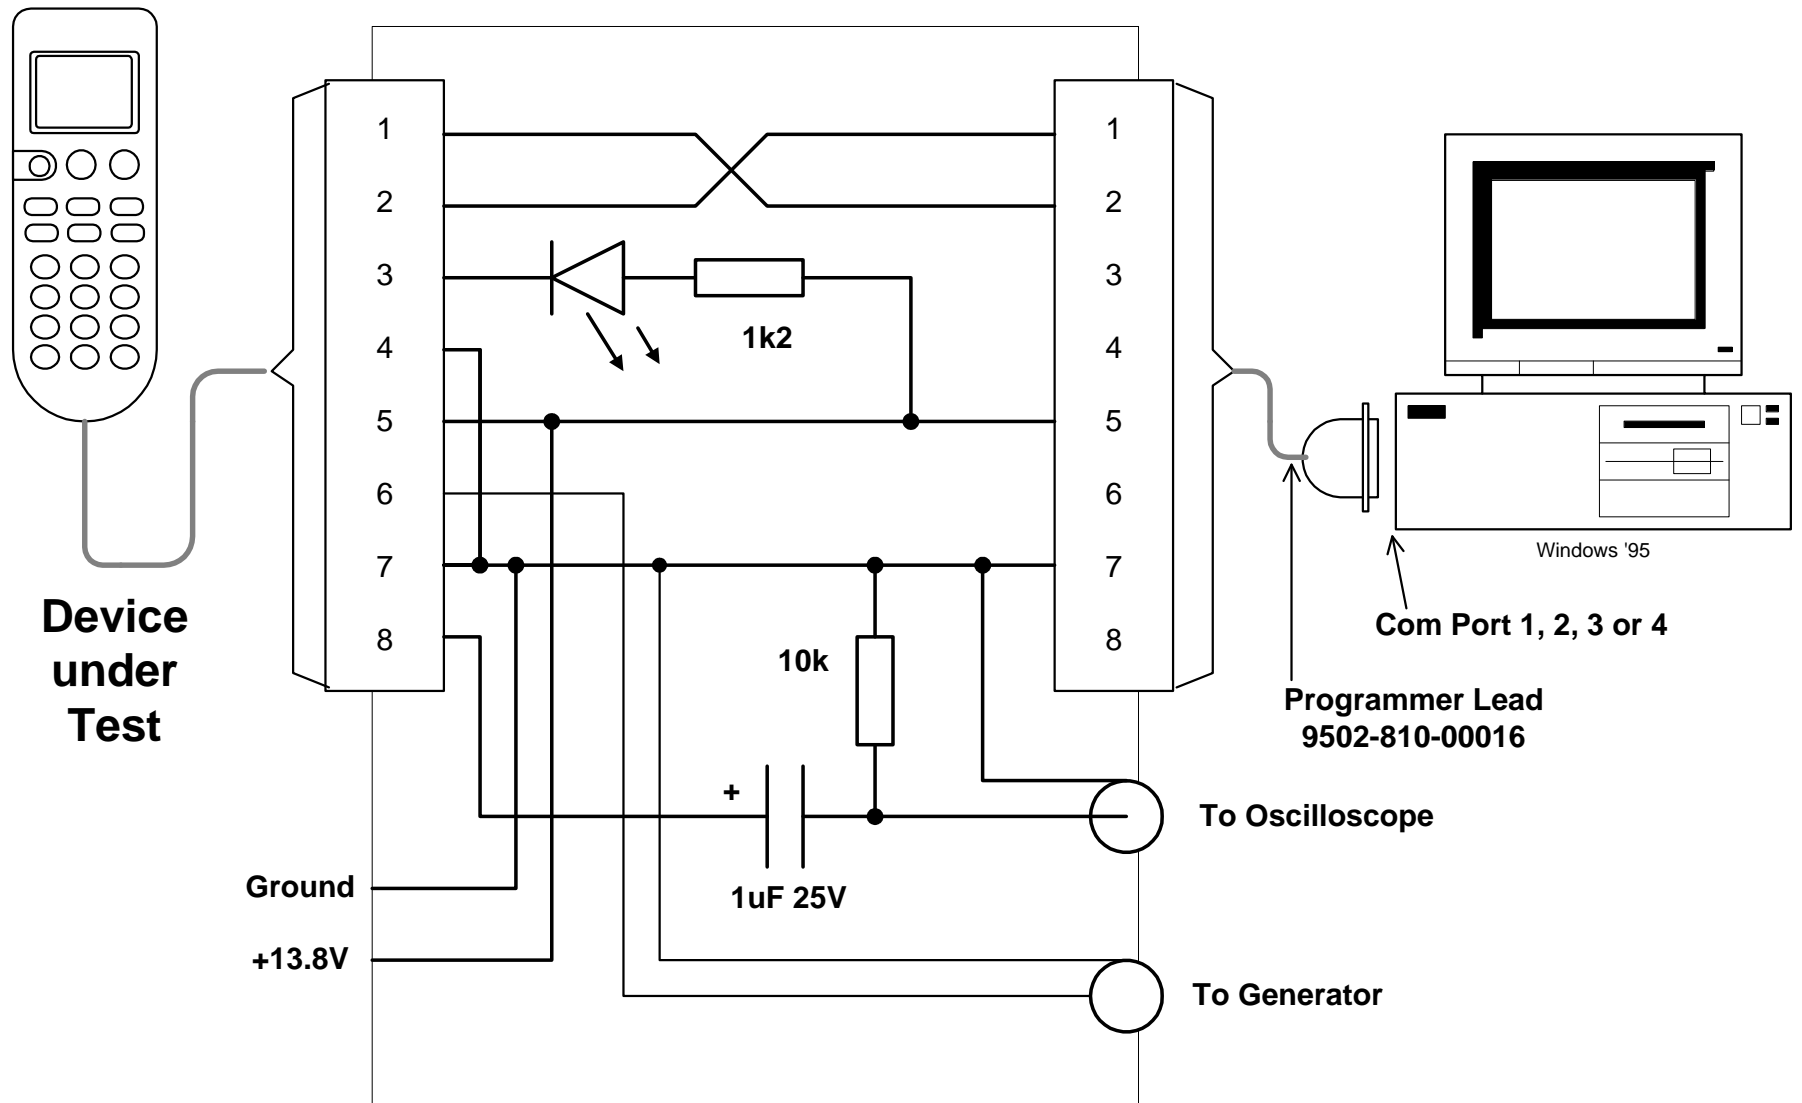 1
2
3
4
5
6
7
8
1
2
3
4
5
6
7
8
1k2
10k
+
1uF 25V
Device
under
Test
Ground
+13.8V
Windows '95
Com Port 1, 2, 3 or 4
Programmer Lead
9502-810-00016
To Oscilloscope
To Generator